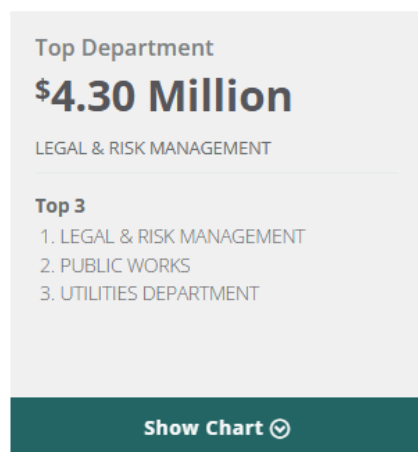 Top Department
$4.30 Million
LEGAL & RISK MANAGEMENT
Top 3
1. LEGAL & RISK MANAGEMENT
2. PUBLIC WORKS
3. UTILITIES DEPARTMENT
Show Chart